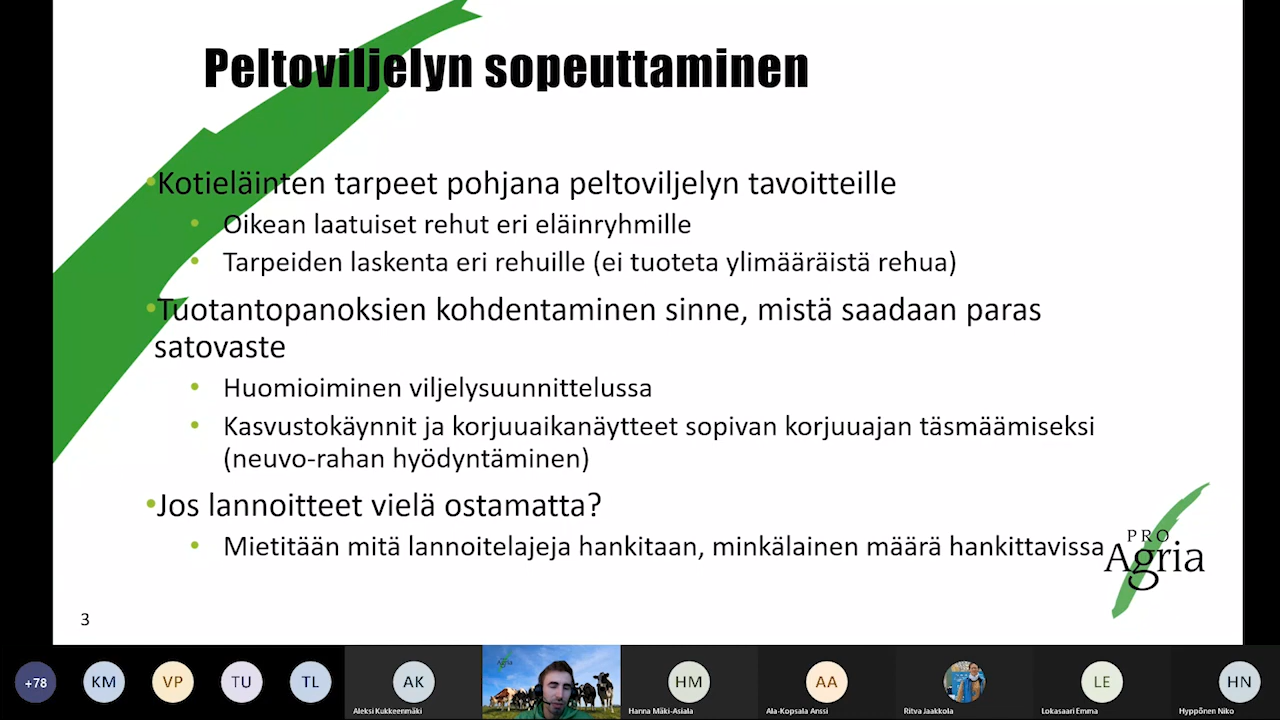 Peltoviljelyn sopeuttaminen
•Kotieläinten tarpeet pohjana peltoviljelyn tavoitteille
• Oikean laatuiset rehut eri eläinryhmille
• Tarpeiden laskenta eri rehuille (ei tuoteta ylimääräistä rehua)
•Tuotantopanoksien kohdentaminen sinne, mistä saadaan paras
satovaste
• Huomioiminen viljelysuunnittelussa
• Kasvustokäynnit ja korjuuaikanäytteet sopivan korjuuajan täsmäämiseksi
(neuvo-rahan hyödyntäminen)
•Jos lannoitteet vielä ostamatta?
• Mietitään mitä lannoitelajeja hankitaan, minkälainen määrä hankittavissa
PRO
Agria
3
+78
KM
VP
TU
TL
AK
Aleksi Kukkeenmäki
Agria
HM
Hanna Mäki-Asiala
AA
Ala-Kopsala Anssi
Ritva Jaakkola
LE
Lokasaari Emma
HN
Hyppönen Niko